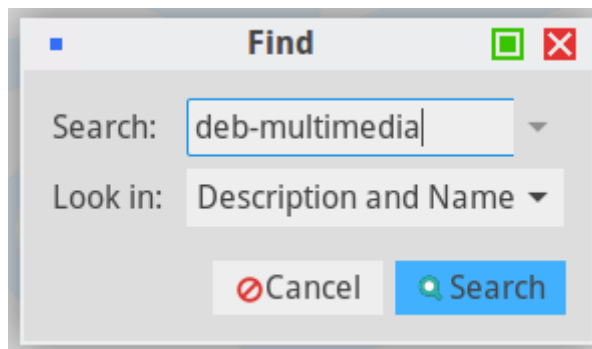 Find
Search: deb-multimedia
Look in: Description and Name
Cancel Search